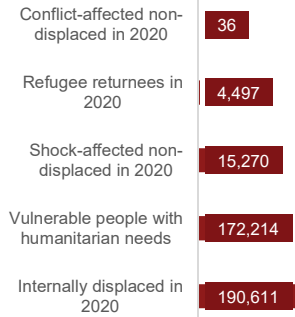 Conflict-affected non-
displaced in 2020
36
Refugee returnees in
2020
4,497
Shock-affected non-
displaced in 2020
15,270
Vulnerable people with
humanitarian needs
172,214
Internally displaced in
2020
190,611